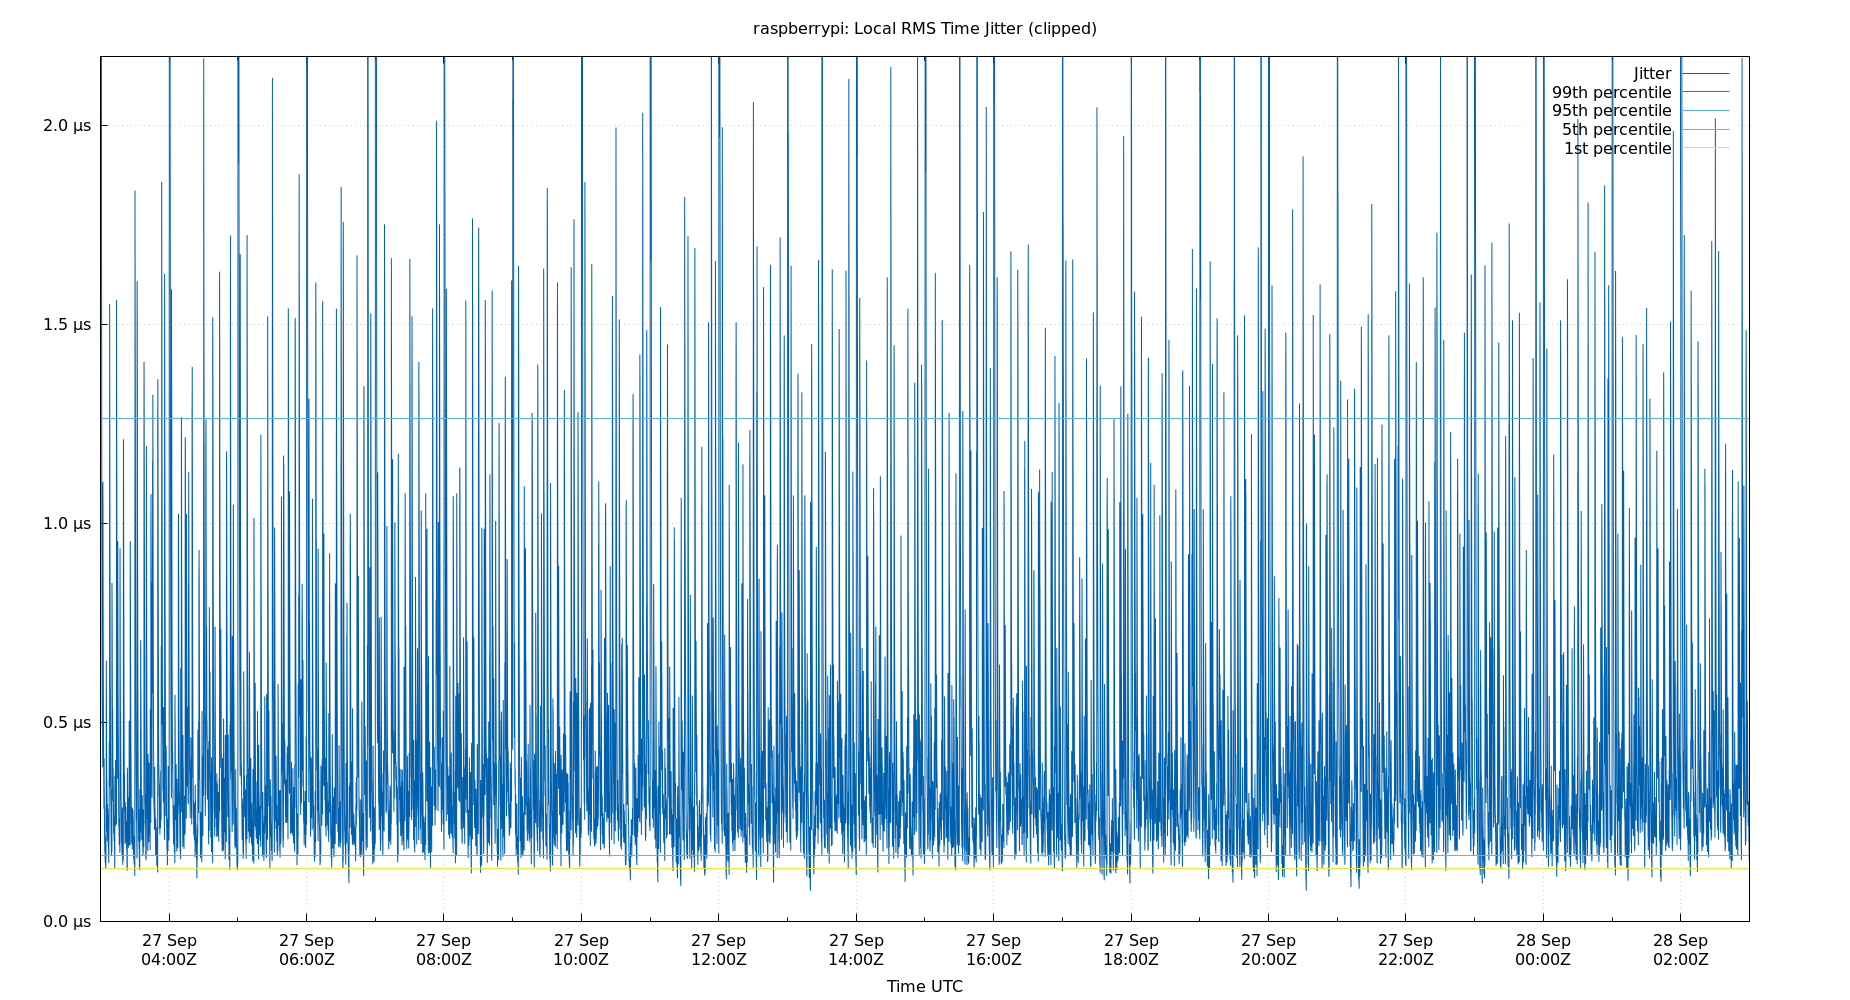 raspberrypi: Local RMS Time Jitter (clipped)
Jitter
99th percentile
95th percentile
5th percentile
1st percentile
2.0 µs
1.5 µs
1.0 µs
0.5 µs
0.0 µs
27 Sep 27 Sep 27 Sep 27 Sep 27 Sep 27 Sep 27 Sep 27 Sep 27 Sep 27 Sep 28 Sep 28 Sep
04:00Z 06:00Z 08:00Z 10:00Z 12:00Z 14:00Z 16:00Z 18:00Z 20:00Z 22:00Z 00:00Z 02:00Z
Time UTC